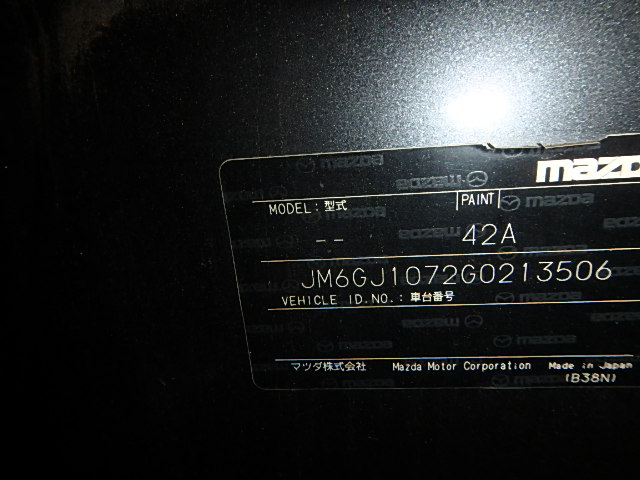 mazda
MODEL：型式 PAINT
-- 42A
JM6GJ1072G0213506
VEHICLE ID.NO.：車台番号
マツダ株式会社 Mazda Motor Corporation Made in Japan
(B38N)